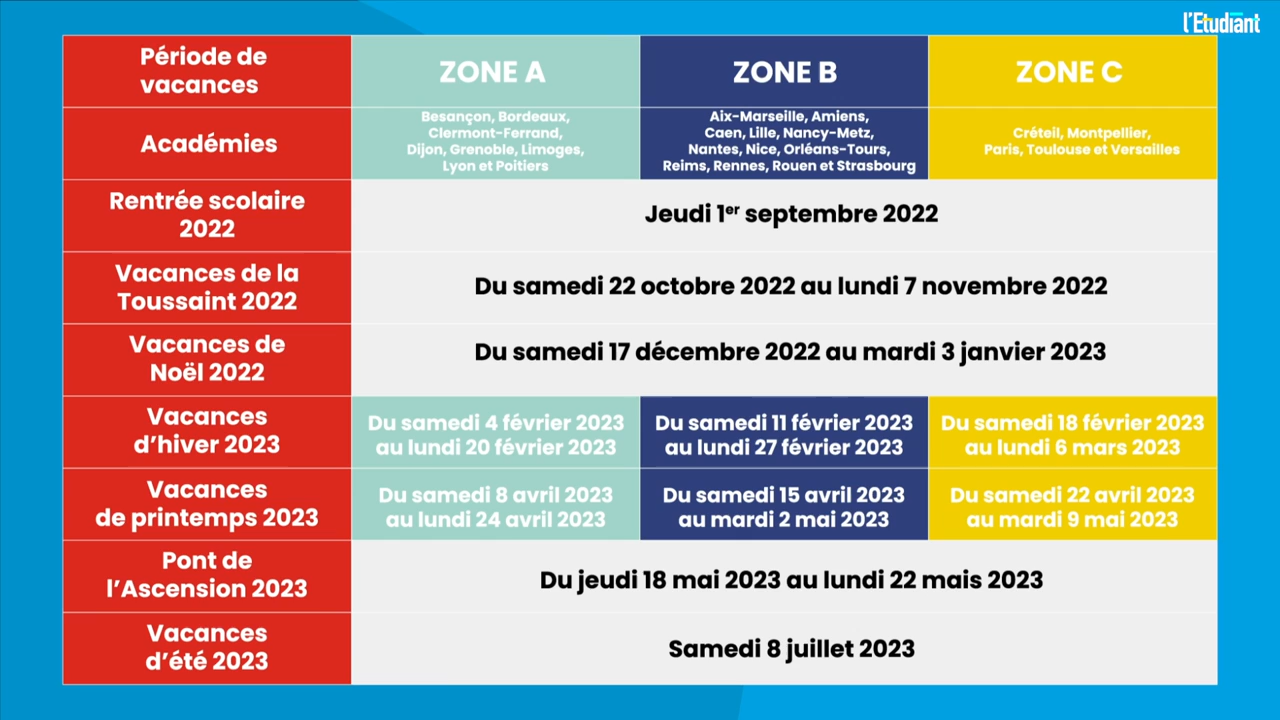 l'Etudiant
Période de
vacances
ZONE A
ZONE B
ZONE C
Académies
Besançon, Bordeaux,
Clermont-Ferrand,
Dijon, Grenoble, Limoges,
Lyon et Poitiers
Aix-Marseille, Amiens,
Caen, Lille, Nancy-Metz,
Nantes, Nice, Orléans-Tours,
Reims, Rennes, Rouen et Strasbourg
Créteil, Montpellier,
Paris, Toulouse et Versailles
Rentrée scolaire
2022
Jeudi 1er septembre 2022
Vacances de la
Toussaint 2022
Du samedi 22 octobre 2022 au lundi 7 novembre 2022
Vacances de
Noël 2022
Du samedi 17 décembre 2022 au mardi 3 janvier 2023
Vacances
d'hiver 2023
Du samedi 4 février 2023
au lundi 20 février 2023
Du samedi 11 février 2023
au lundi 27 février 2023
Du samedi 18 février 2023
au lundi 6 mars 2023
Vacances
de printemps 2023
Du samedi 8 avril 2023
au lundi 24 avril 2023
Du samedi 15 avril 2023
au mardi 2 mai 2023
Du samedi 22 avril 2023
au mardi 9 mai 2023
Pont de
l'Ascension 2023
Du jeudi 18 mai 2023 au lundi 22 mais 2023
Vacances
d'été 2023
Samedi 8 juillet 2023